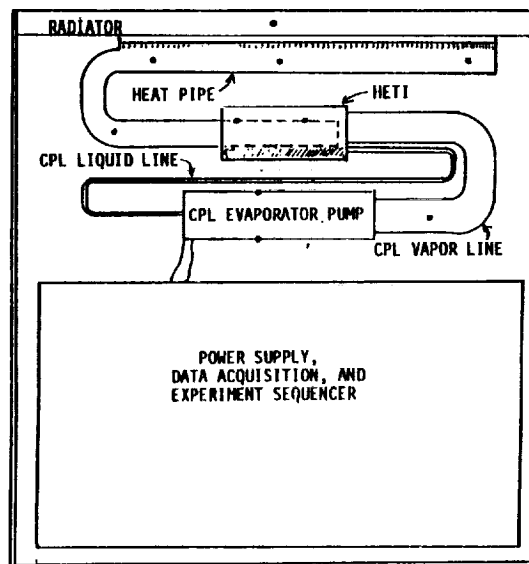 RADIATOR
HEAT PIPE
HETI
CPL LIQUID LINE
CPL EVAPORATOR PUMP
CPL VAPOR LINE
POWER SUPPLY,
DATA ACQUISITION, AND
EXPERIMENT SEQUENCER